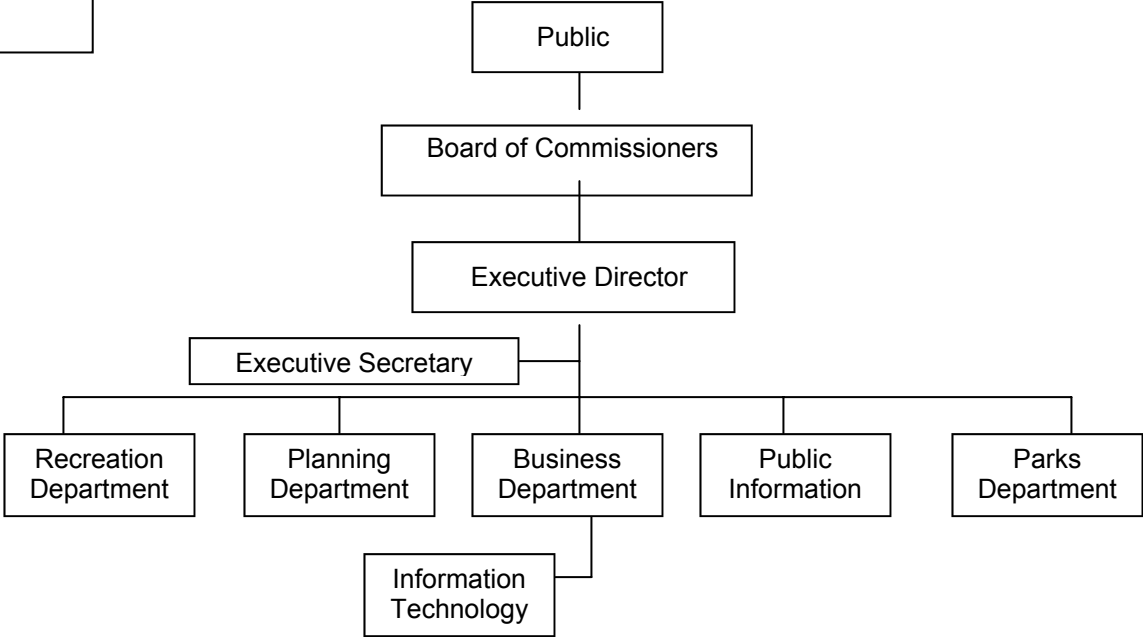 Public
Board of Commissioners
Executive Director
Executive Secretary
Recreation
Department
Planning
Department
Business
Department
Public
Information
Parks
Department
Information
Technology